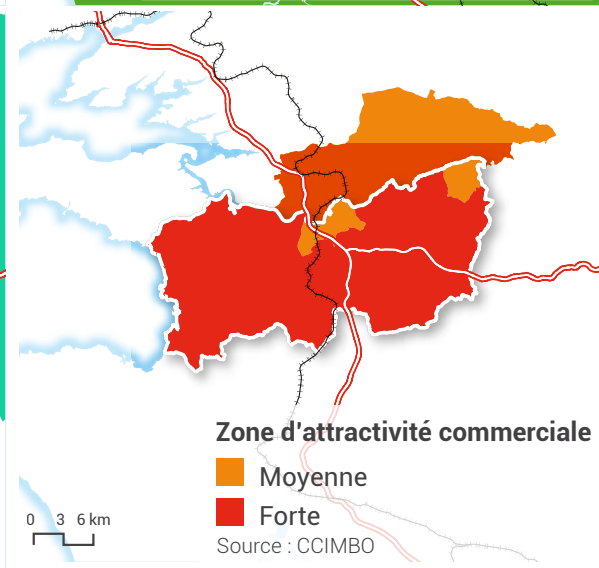 Zone d'attractivité commerciale
Moyenne
Forte
0 3 6 km
Source : CCIMBO